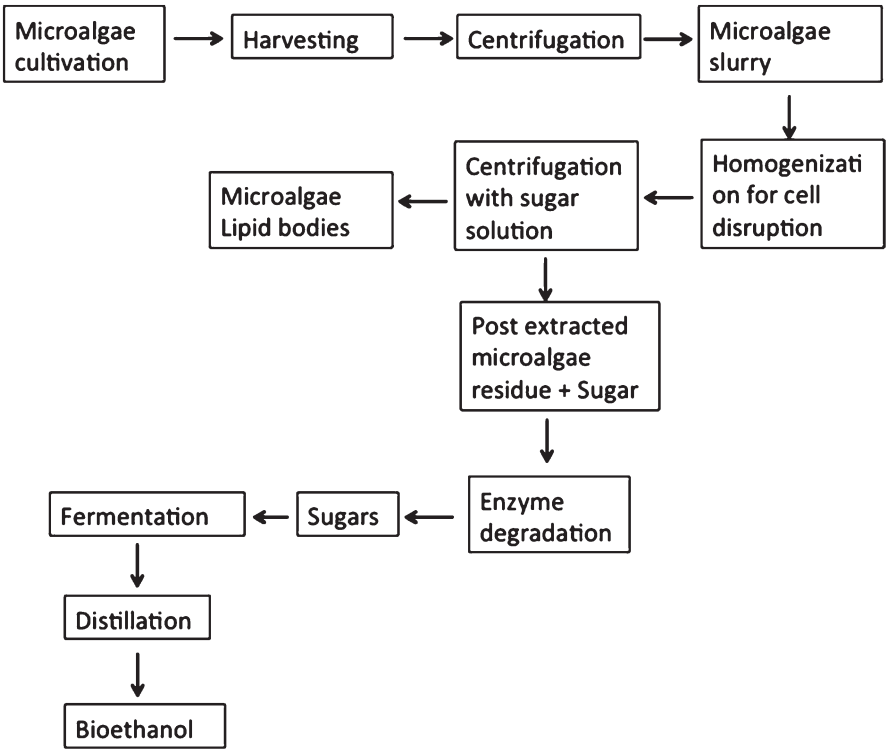 Microalgae
cultivation
Harvesting
Centrifugation
Microalgae
slurry
Homogenizati
on for cell
disruption
Centrifugation
with sugar
solution
Microalgae
Lipid bodies
Post extracted
microalgae
residue + Sugar
Enzyme
degradation
Sugars
Fermentation
Distillation
Bioethanol